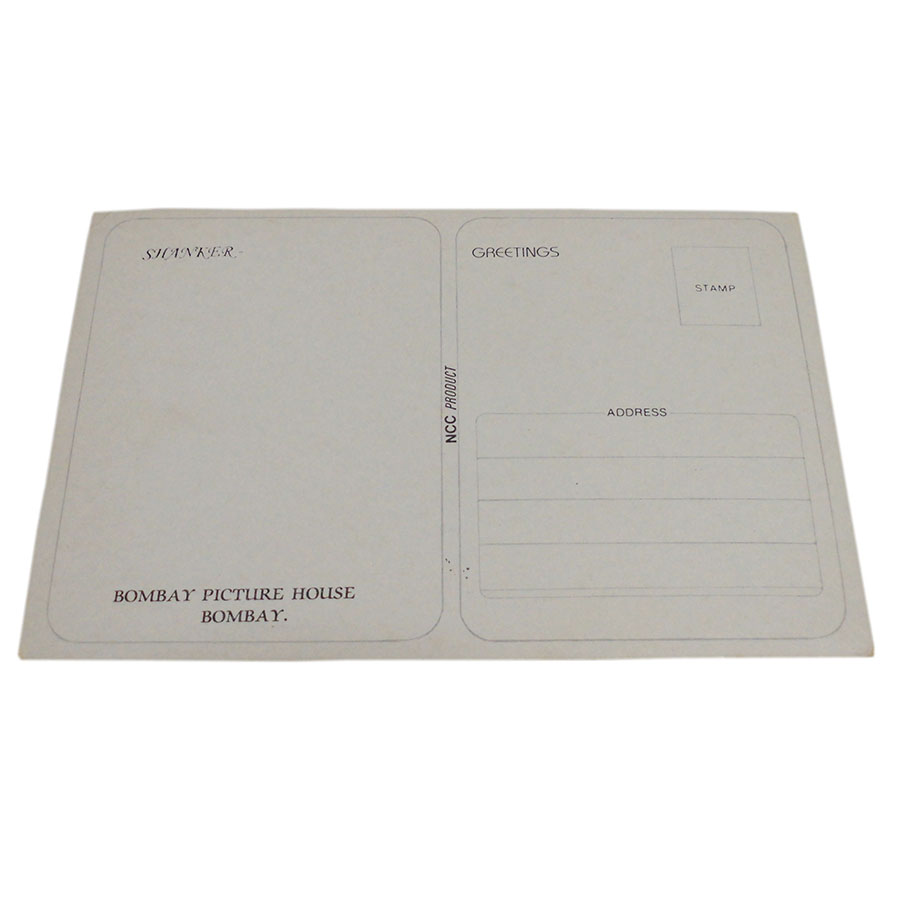 SHANKER
BOMBAY PICTURE HOUSE
BOMBAY.
NCC PRODUCT
GREETINGS
STAMP
ADDRESS